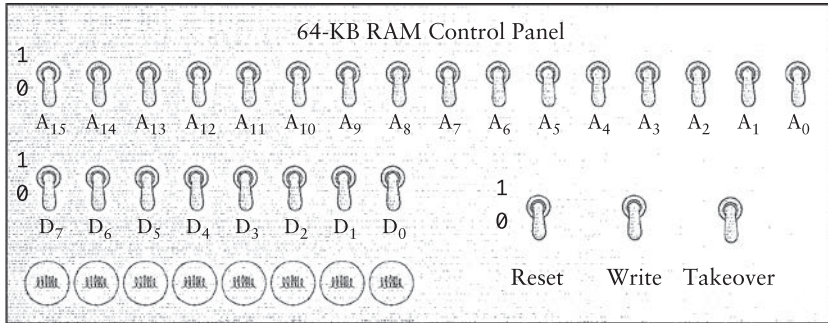 64-KB RAM Control Panel
1
0
A₁₅ A₁₄ A₁₃ A₁₂ A₁₁ A₁₀ A₉ A₈ A₇ A₆ A₅ A₄ A₃ A₂ A₁ A₀
1
0
D₇ D₆ D₅ D₄ D₃ D₂ D₁ D₀
1
0
Reset Write Takeover